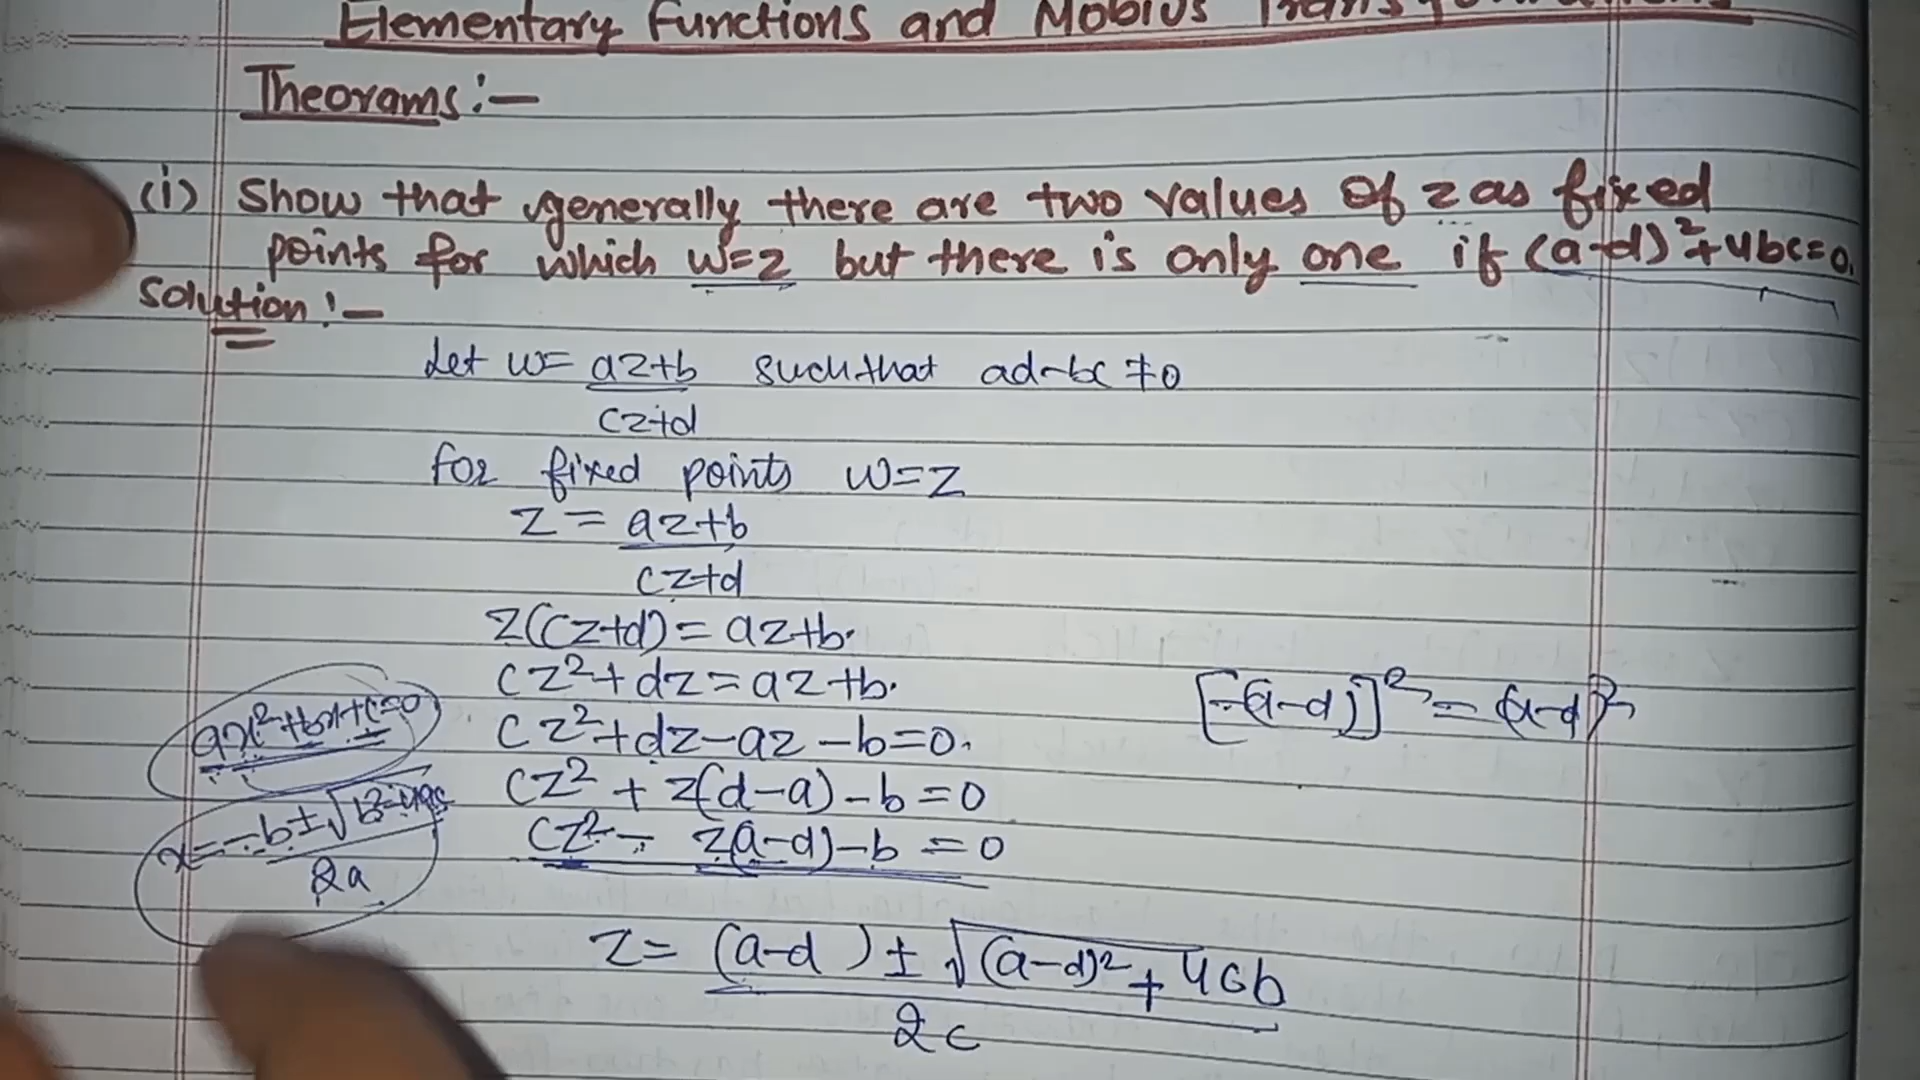 Elementary Functions and Mobius Transformations
Theorams:-
(i) Show that generally there are two values of z as fixed
points for which w=z but there is only one if (a-d)²+4bc=0.
Solution:-
Let w= az+b such that ad-bc ≠0
cz+d
for fixed points w=z
z = az+b
cz+d
z(cz+d)= az+b.
cz²+dz=az+b.
cz²+dz-az-b=0.
cz² + z(d-a)-b=0
cz²- z(a-d)-b=0
z= (a-d)±√(a-d)²+4cb
2c
ax²+bx+c=0
x=-b±√b²-4ac
2a
[-(a-d)]²=(a-d)²